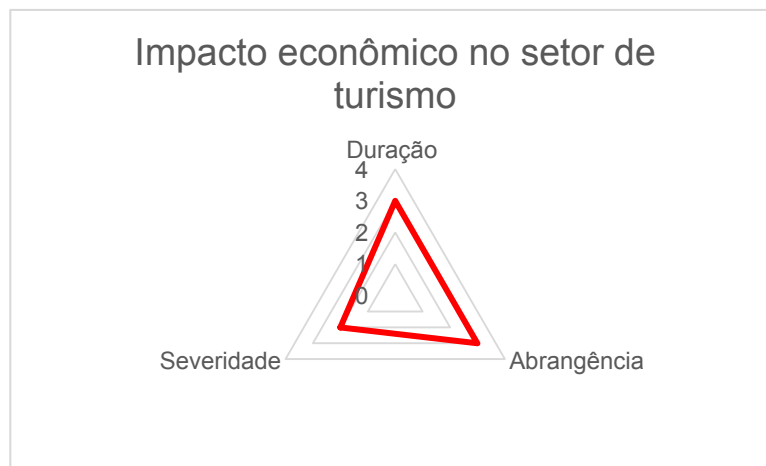 Impacto econômico no setor de
turismo
Duração
4
3
2
1
0
Severidade
Abrangência